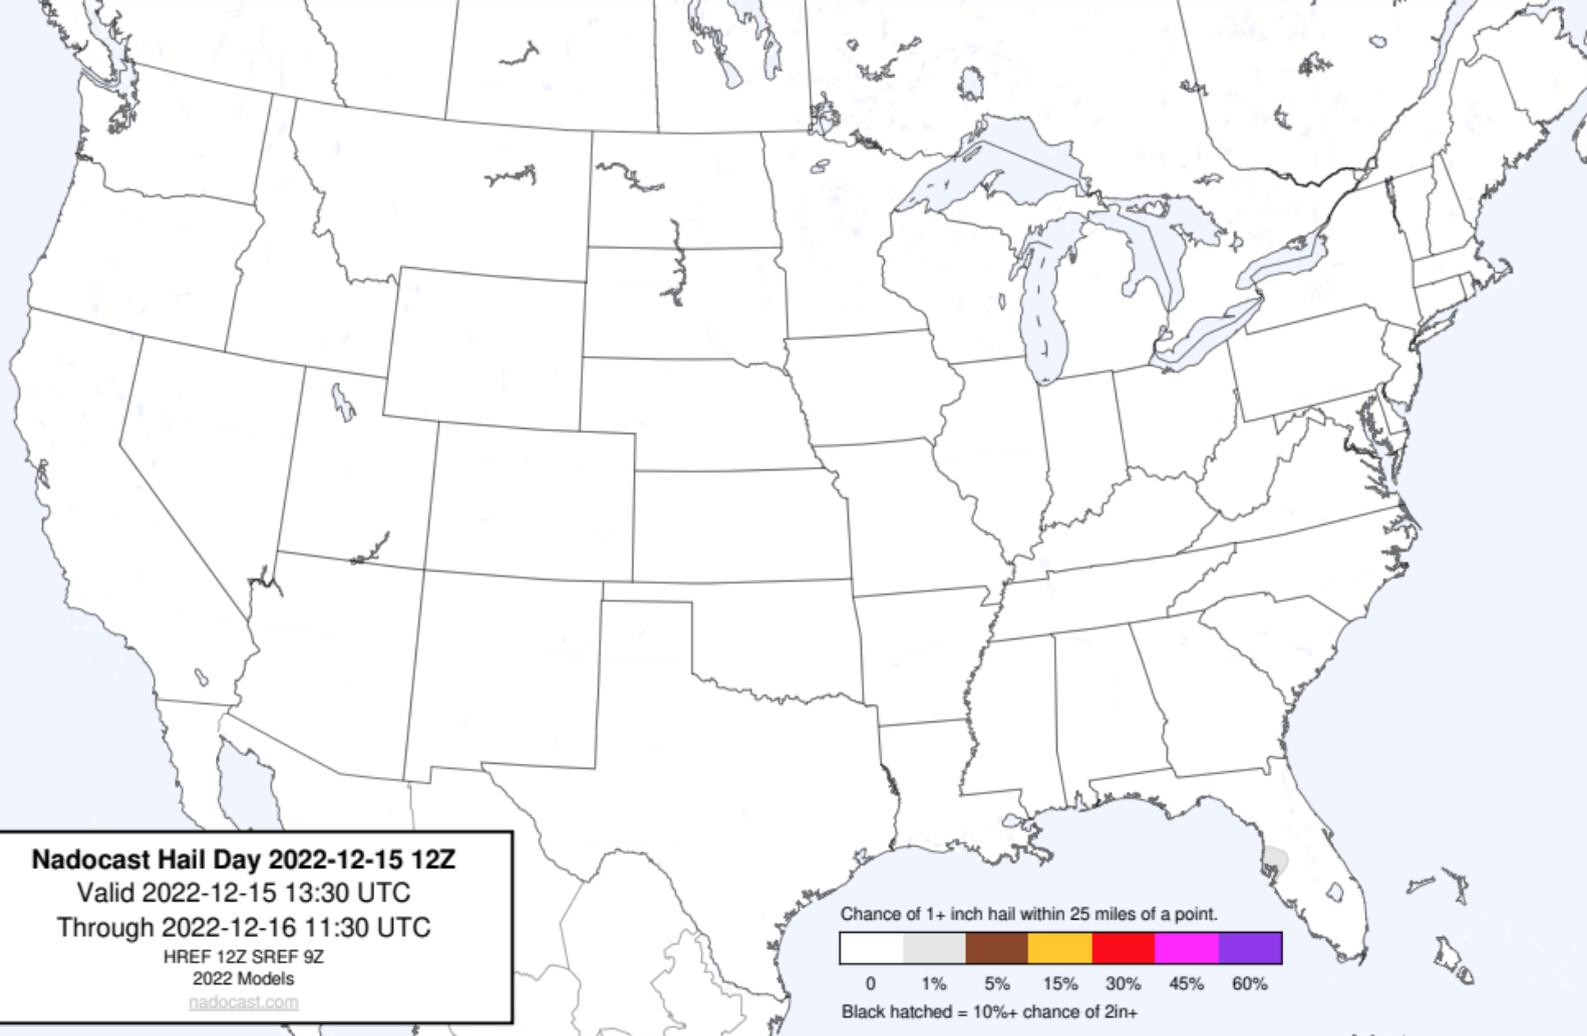 Nadocast Hail Day 2022-12-15 12Z
Valid 2022-12-15 13:30 UTC
Through 2022-12-16 11:30 UTC
HREF 12Z SREF 9Z
2022 Models
nadocast.com
Chance of 1+ inch hail within 25 miles of a point.
0 1% 5% 15% 30% 45% 60%
Black hatched = 10%+ chance of 2in+